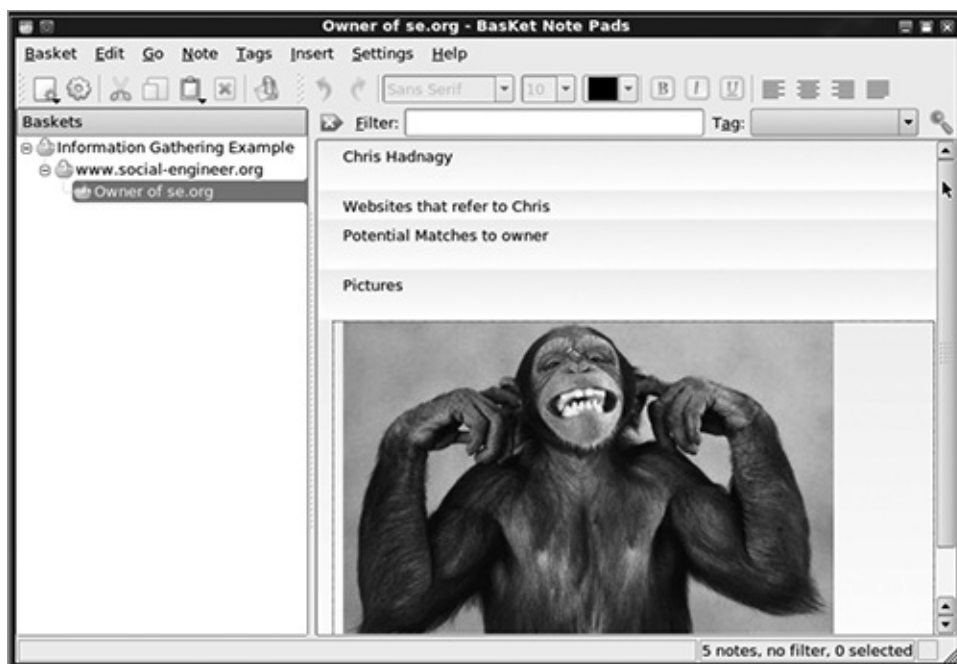 Owner of se.org - BasKet Note Pads
Basket Edit Go Note Tags Insert Settings Help
Sans Serif 10 B I U
Baskets
Filter: Tag:
Information Gathering Example
www.social-engineer.org
Owner of se.org
Chris Hadnagy
Websites that refer to Chris
Potential Matches to owner
Pictures
5 notes, no filter, 0 selected